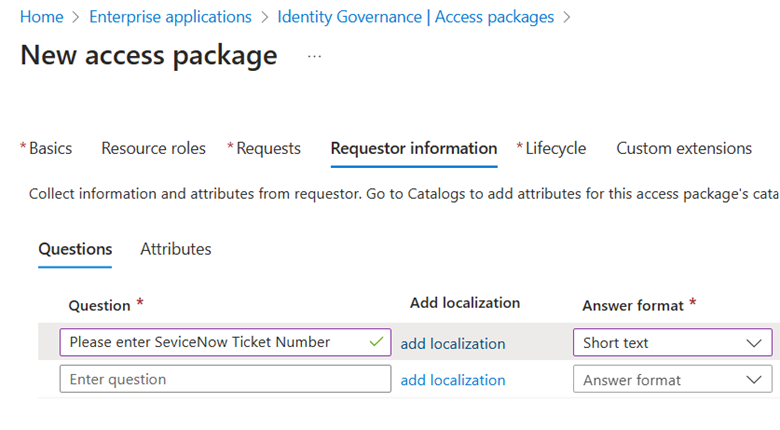 Home > Enterprise applications > Identity Governance | Access packages >
New access package ...
* Basics Resource roles * Requests Requestor information * Lifecycle Custom extensions
Collect information and attributes from requestor. Go to Catalogs to add attributes for this access package's cata
Questions Attributes
Question * Add localization Answer format *
Please enter SeviceNow Ticket Number add localization Short text
Enter question add localization Answer format